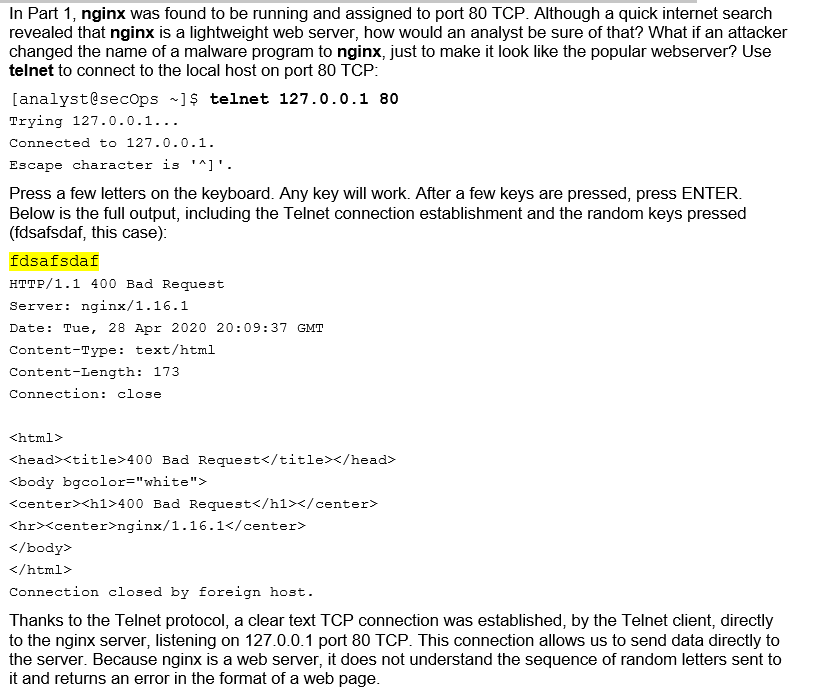 In Part 1, nginx was found to be running and assigned to port 80 TCP. Although a quick internet search
revealed that nginx is a lightweight web server, how would an analyst be sure of that? What if an attacker
changed the name of a malware program to nginx, just to make it look like the popular webserver? Use
telnet to connect to the local host on port 80 TCP:
[analyst@secOps ~]$ telnet 127.0.0.1 80
Trying 127.0.0.1...
Connected to 127.0.0.1.
Escape character is '^]'.
Press a few letters on the keyboard. Any key will work. After a few keys are pressed, press ENTER.
Below is the full output, including the Telnet connection establishment and the random keys pressed
(fdsafsdaf, this case):
fdsafsdaf
HTTP/1.1 400 Bad Request
Server: nginx/1.16.1
Date: Tue, 28 Apr 2020 20:09:37 GMT
Content-Type: text/html
Content-Length: 173
Connection: close
<html>
<head><title>400 Bad Request</title></head>
<body bgcolor="white">
<center><h1>400 Bad Request</h1></center>
<hr><center>nginx/1.16.1</center>
</body>
</html>
Connection closed by foreign host.
Thanks to the Telnet protocol, a clear text TCP connection was established, by the Telnet client, directly
to the nginx server, listening on 127.0.0.1 port 80 TCP. This connection allows us to send data directly to
the server. Because nginx is a web server, it does not understand the sequence of random letters sent to
it and returns an error in the format of a web page.